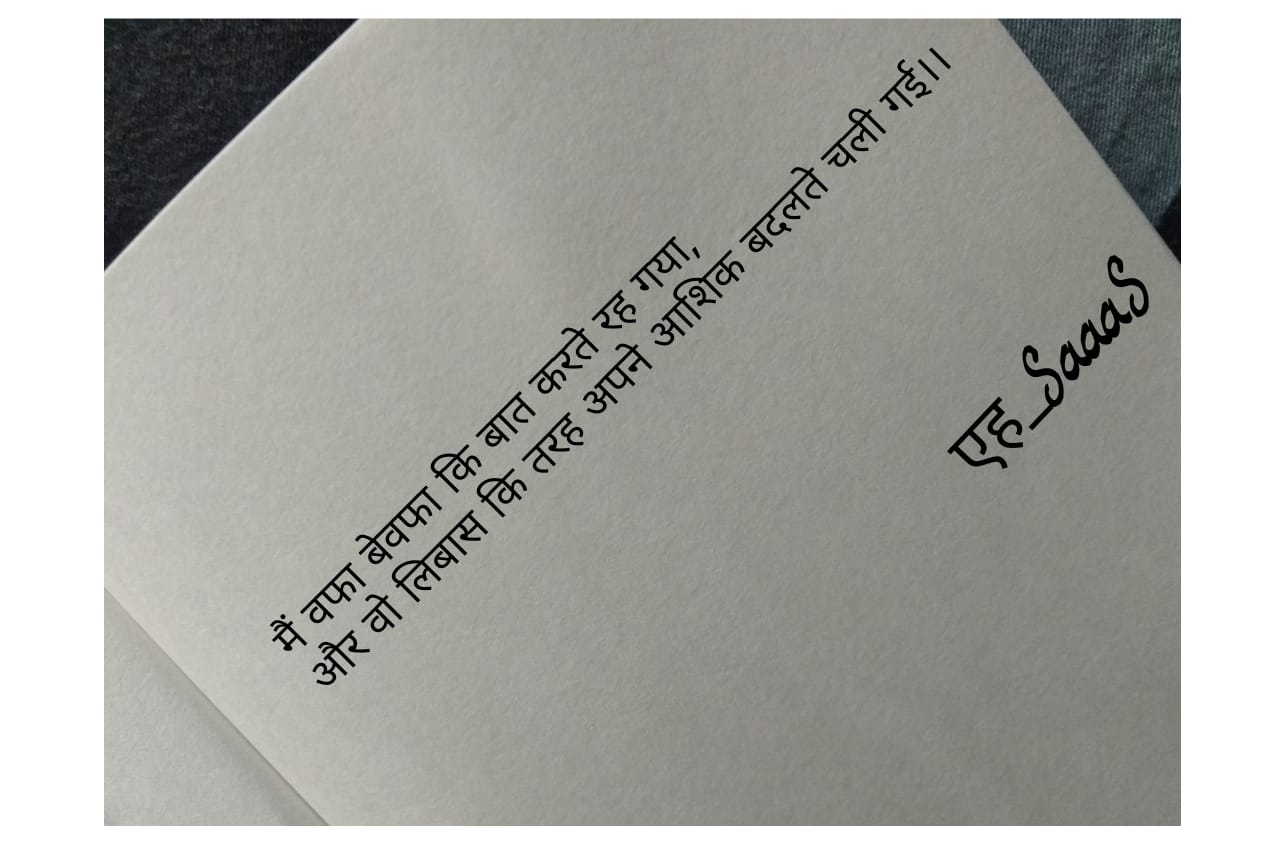 मैं वफा बेवफा कि बात करते रह गया,
और वो लिबास कि तरह अपने आशिक बदलते चली गई।।
एह_SaaaS